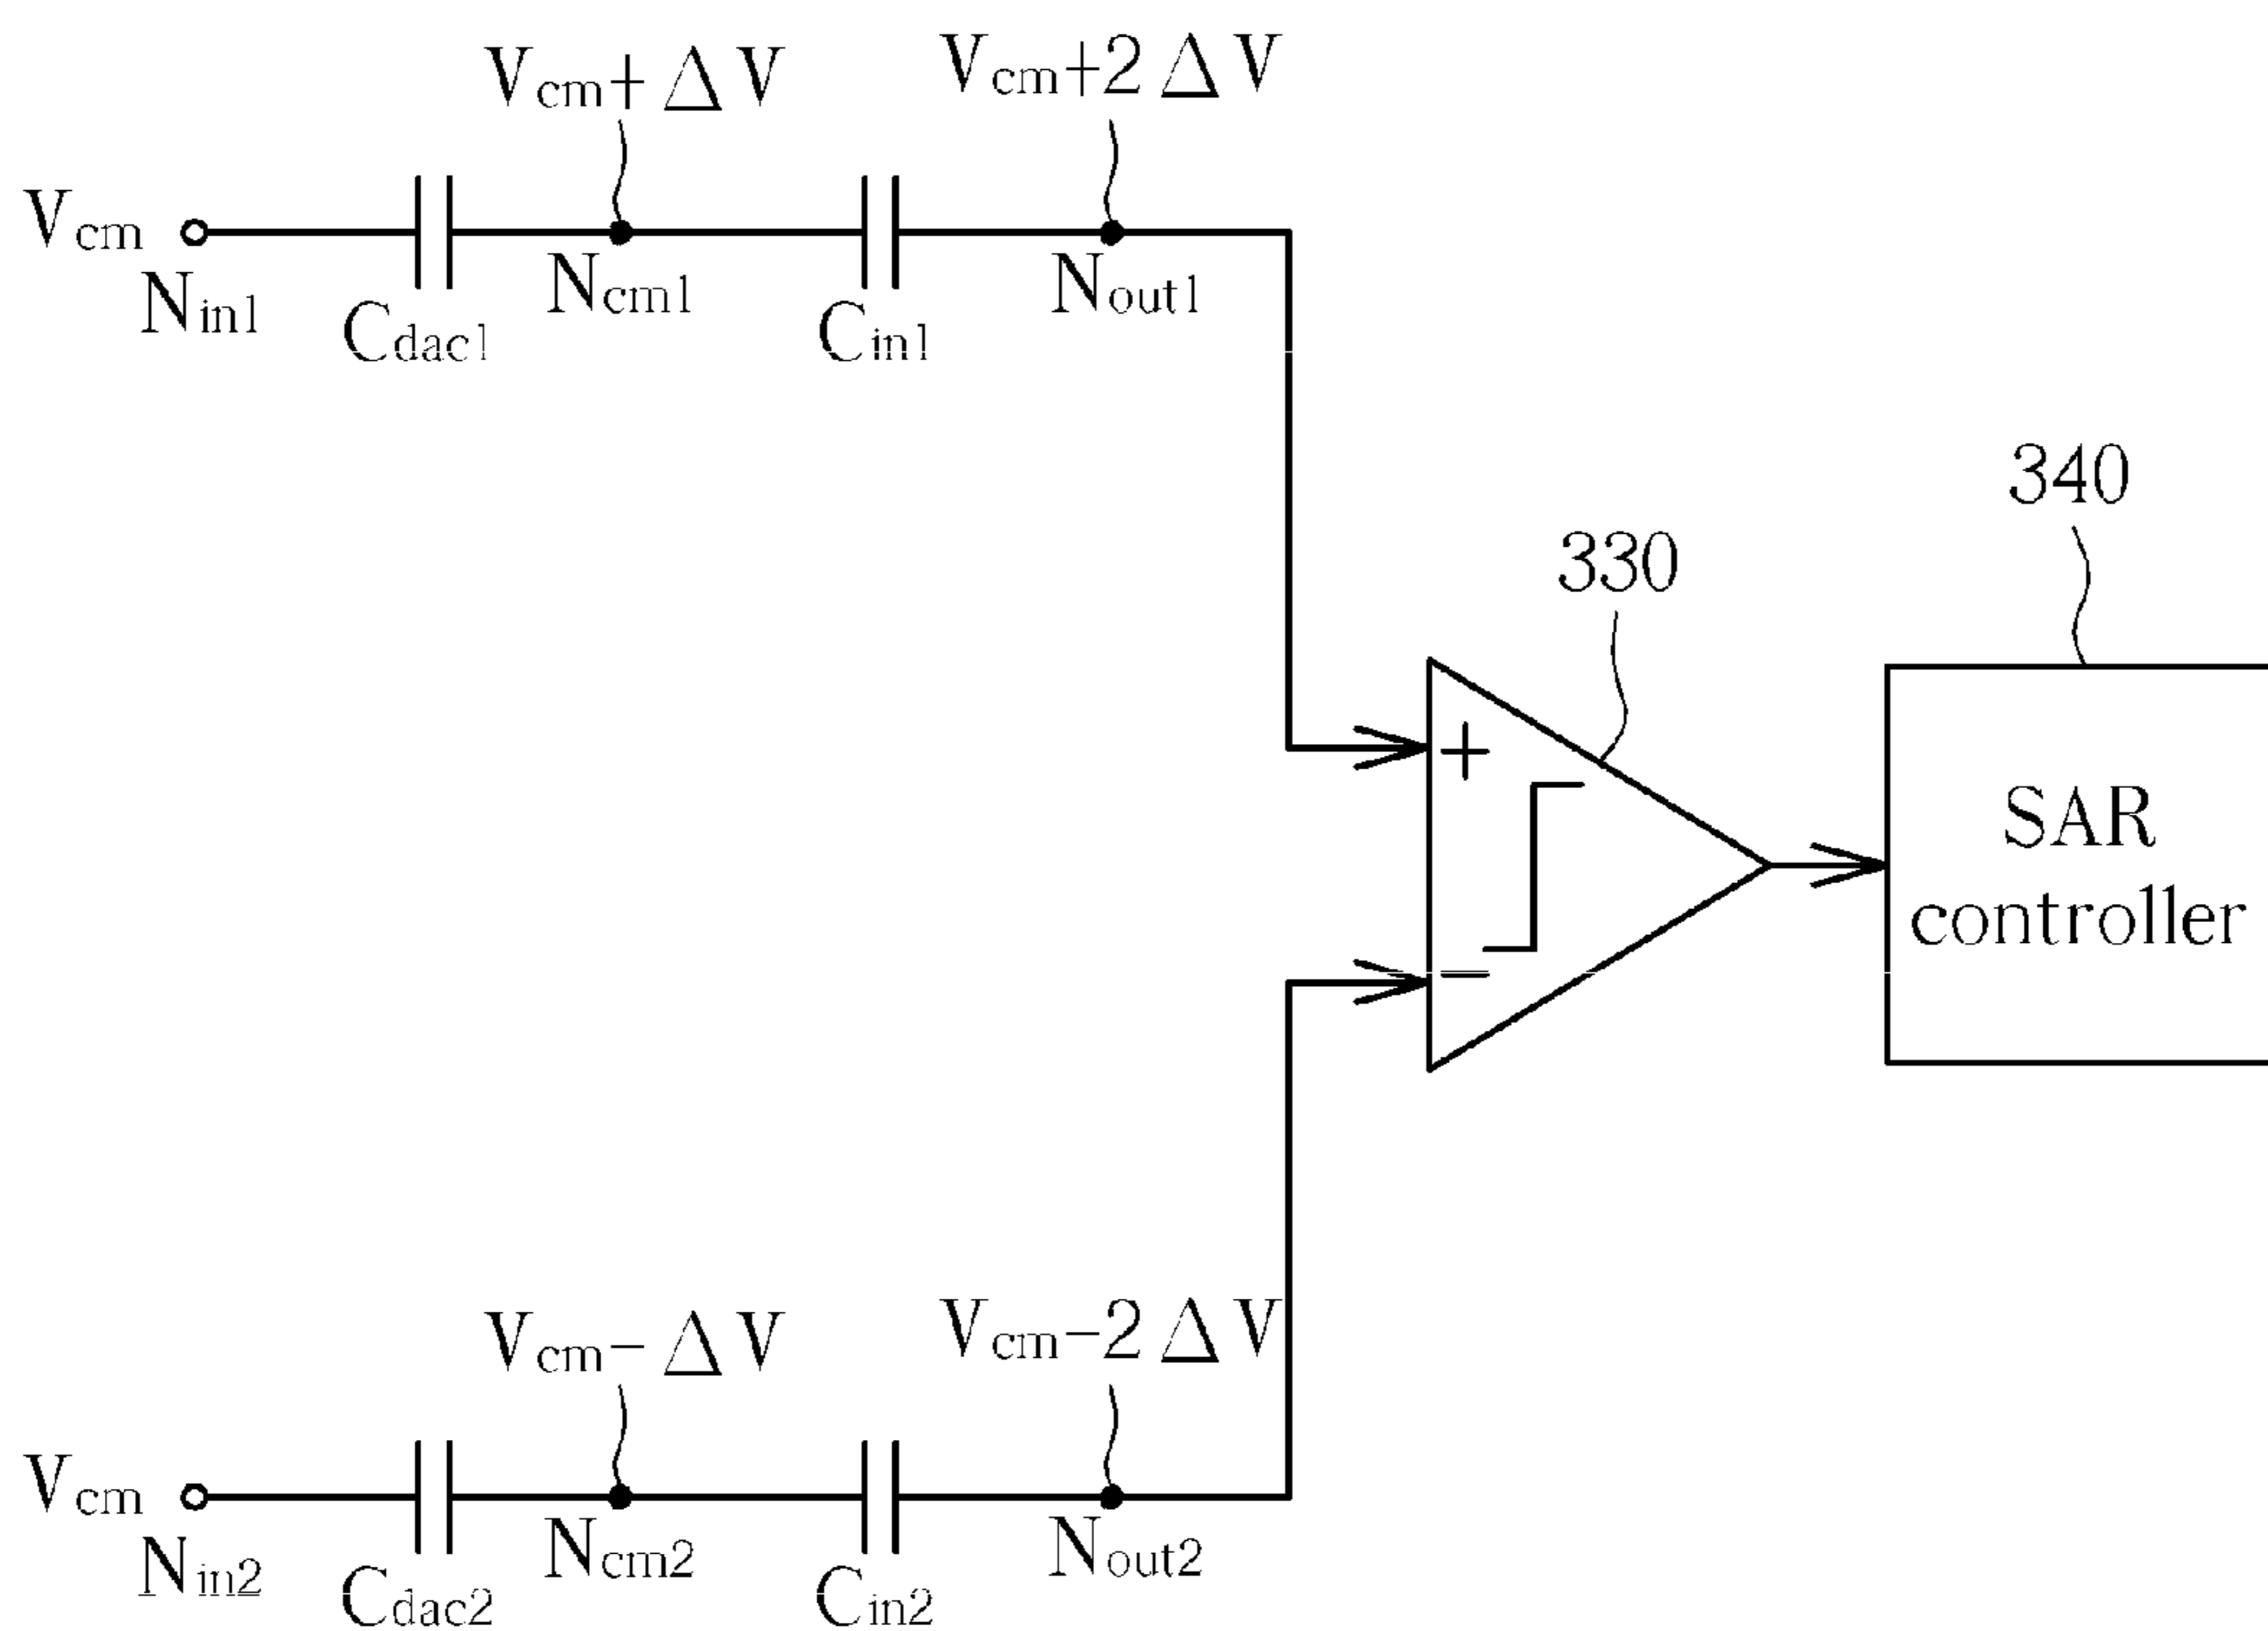 Vcm+ΔV
Vcm+2ΔV
Vcm
Nin1
Cdac1
Ncm1
Cin1
Nout1
340
330
+
−
SAR
controller
Vcm−ΔV
Vcm−2ΔV
Vcm
Nin2
Cdac2
Ncm2
Cin2
Nout2